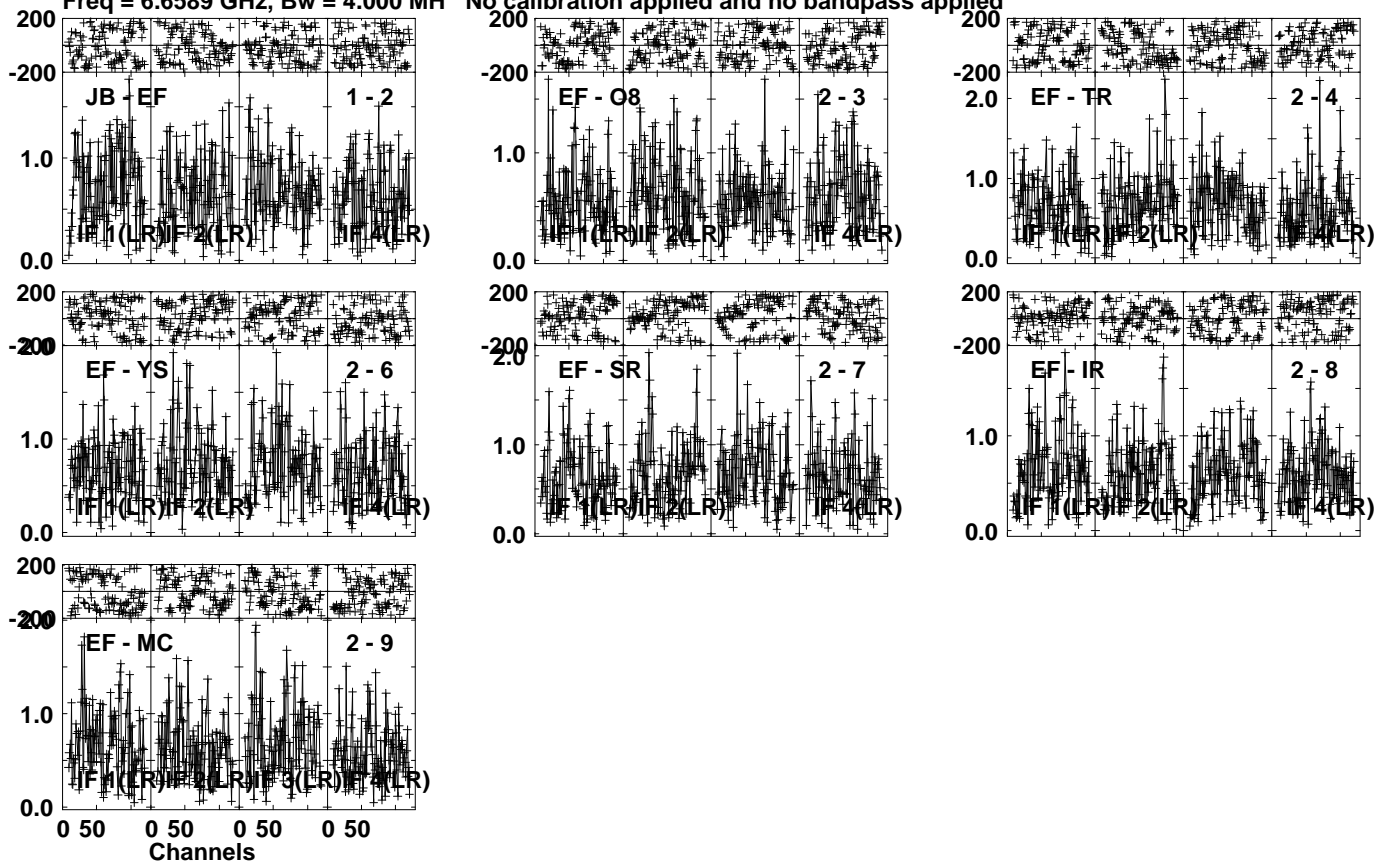 Freq = 6.6589 GHz, Bw = 4.000 MH No calibration applied and no bandpass applied
200
-200
JB - EF 1 - 2
1.0
IF 1(LR) IF 2(LR) IF 4(LR)
0.0
200
-200
EF - O8 2 - 3
1.0
IF 1(LR) IF 2(LR) IF 4(LR)
0.0
200
-200
2.0
EF - TR 2 - 4
1.0
IF 1(LR) IF 2(LR) IF 4(LR)
0.0
200
-200
EF - YS 2 - 6
1.0
IF 1(LR) IF 2(LR) IF 4(LR)
0.0
200
-200
2.0
EF - SR 2 - 7
1.0
IF 1(LR) IF 2(LR) IF 4(LR)
0.0
200
-200
EF - IR 2 - 8
1.0
IF 1(LR) IF 2(LR) IF 4(LR)
0.0
200
-200
2.0
EF - MC 2 - 9
1.0
IF 1(LR) IF 2(LR) IF 3(LR) IF 4(LR)
0.0
0 50 0 50 0 50 0 50
Channels